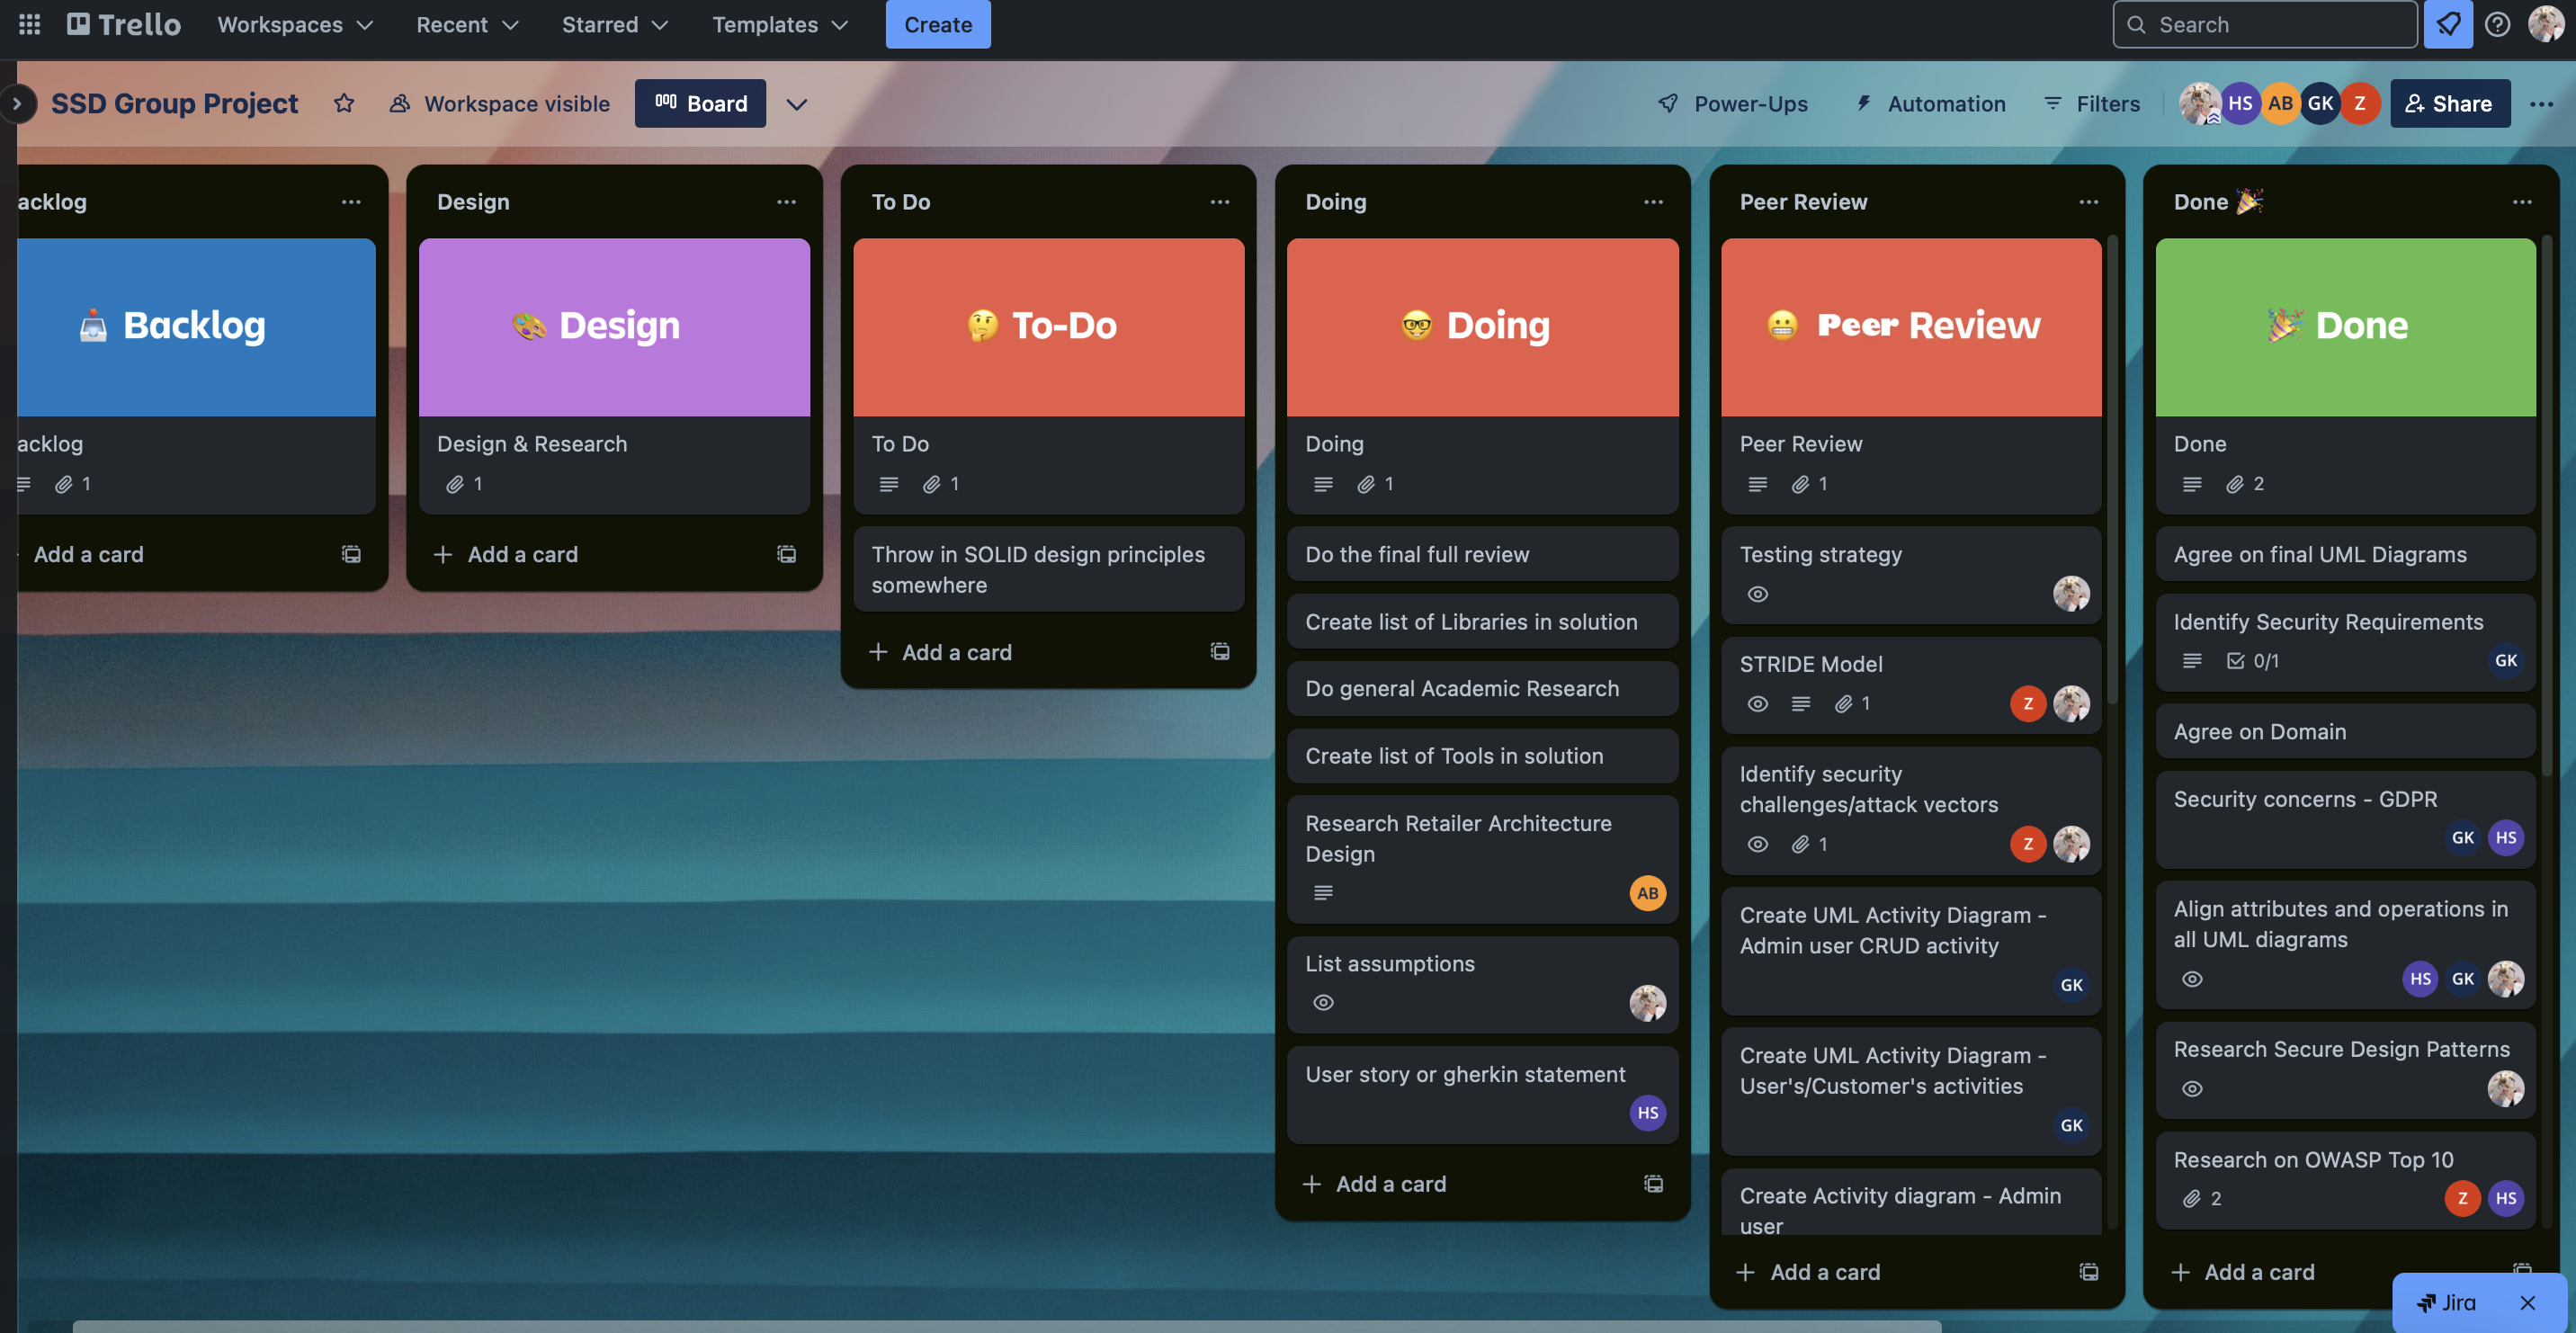 Trello
Workspaces
Recent
Starred
Templates
Create
Search
SSD Group Project
Workspace visible
Board
Power-Ups
Automation
Filters
HS
AB
GK
Z
Share
acklog
Backlog
acklog
1
Add a card
Design
Design
Design & Research
1
Add a card
To Do
To-Do
To Do
1
Throw in SOLID design principles
somewhere
Add a card
Doing
Doing
Doing
1
Do the final full review
Create list of Libraries in solution
Do general Academic Research
Create list of Tools in solution
Research Retailer Architecture
Design
AB
List assumptions
User story or gherkin statement
HS
Add a card
Peer Review
Peer Review
Peer Review
1
Testing strategy
STRIDE Model
1
Z
Identify security
challenges/attack vectors
1
Z
Create UML Activity Diagram -
Admin user CRUD activity
GK
Create UML Activity Diagram -
User's/Customer's activities
GK
Create Activity diagram - Admin
user
Add a card
Done 🎉
Done
Done
2
Agree on final UML Diagrams
Identify Security Requirements
0/1
GK
Agree on Domain
Security concerns - GDPR
GK HS
Align attributes and operations in
all UML diagrams
HS GK
Research Secure Design Patterns
Research on OWASP Top 10
2
Z HS
Add a card
Jira